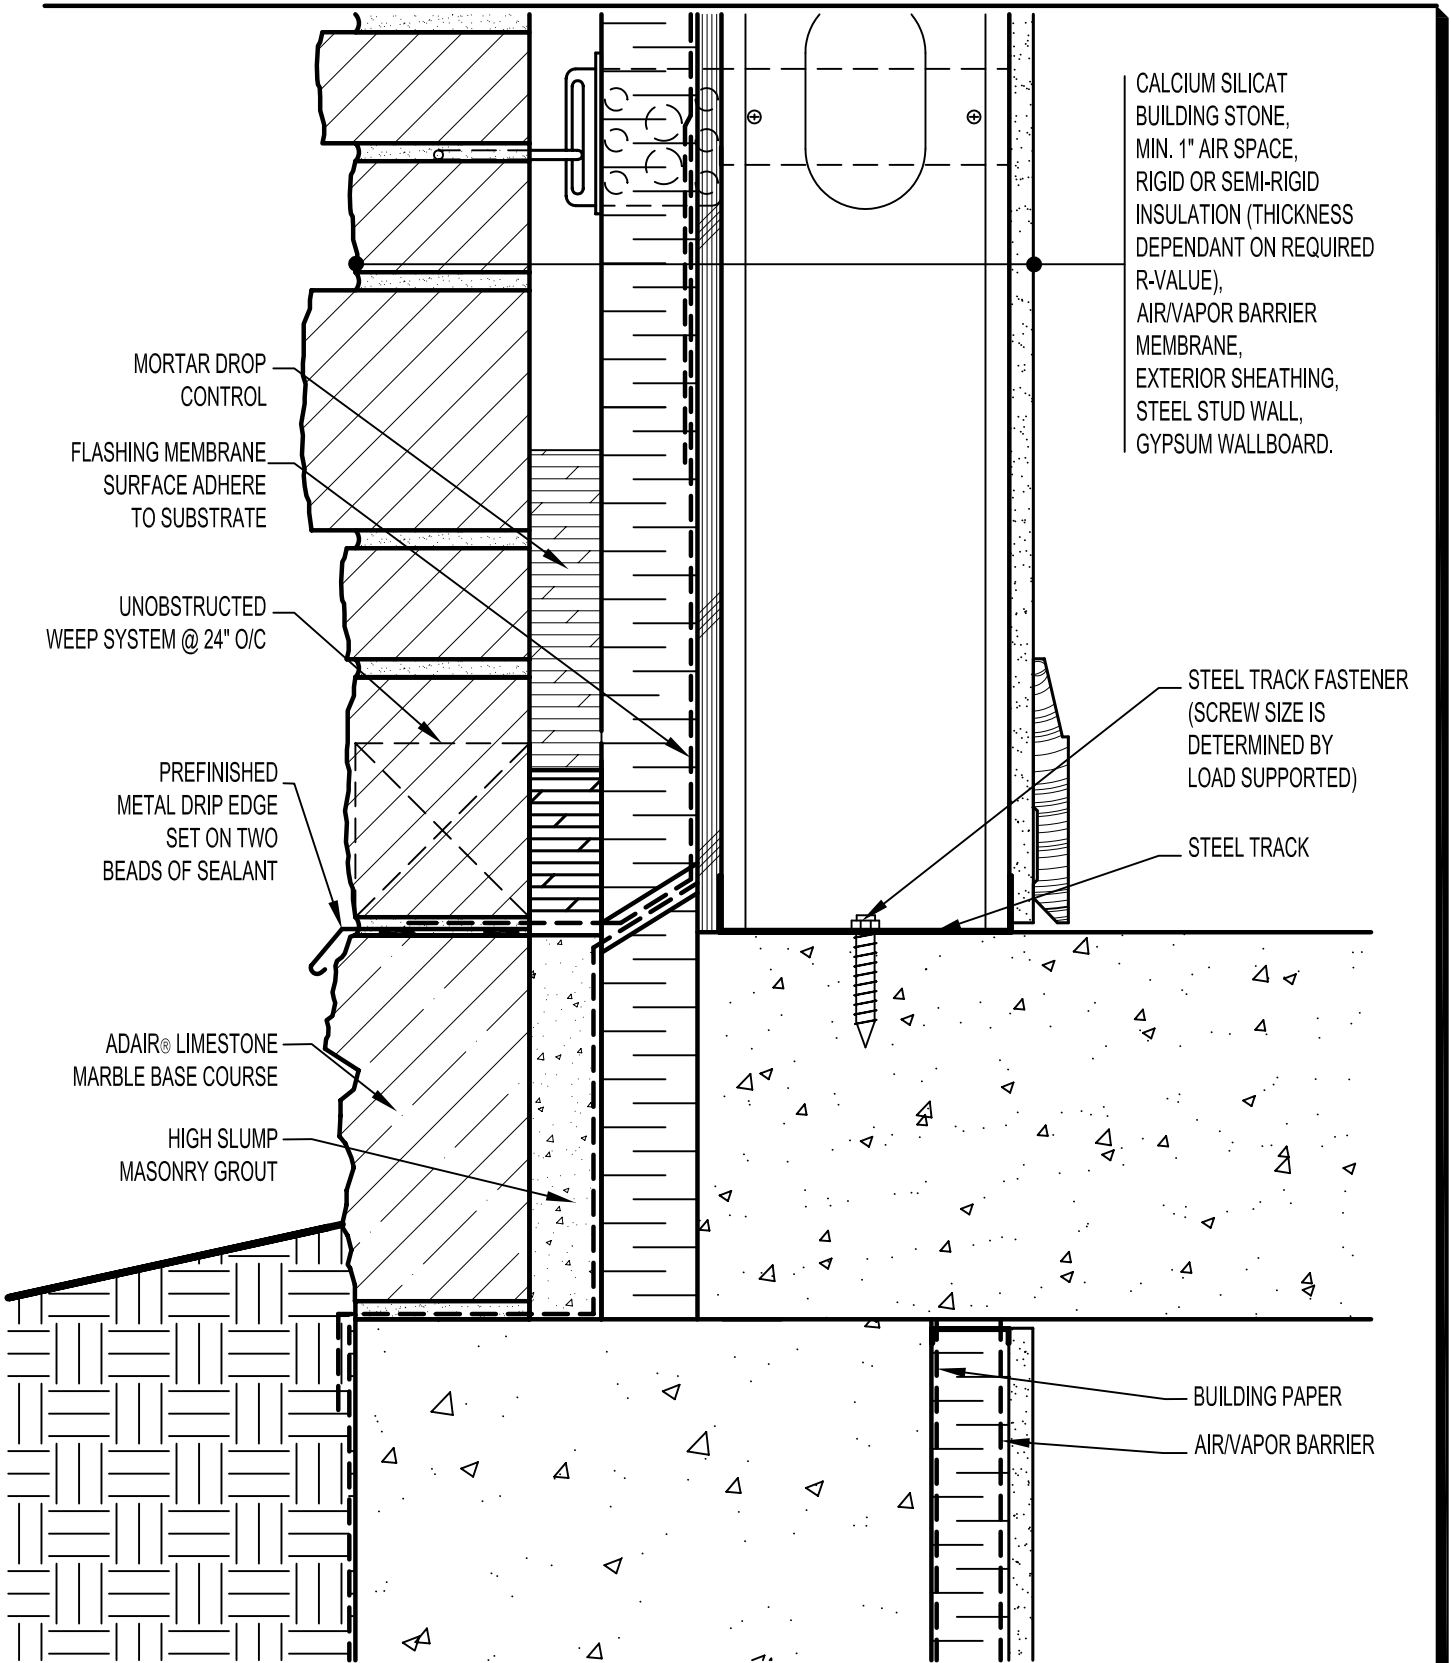 CALCIUM SILICAT
BUILDING STONE,
MIN. 1" AIR SPACE,
RIGID OR SEMI-RIGID
INSULATION (THICKNESS
DEPENDANT ON REQUIRED
R-VALUE),
AIR/VAPOR BARRIER
MEMBRANE,
EXTERIOR SHEATHING,
STEEL STUD WALL,
GYPSUM WALLBOARD.
MORTAR DROP
CONTROL
FLASHING MEMBRANE
SURFACE ADHERE
TO SUBSTRATE
UNOBSTRUCTED
WEEP SYSTEM @ 24" O/C
PREFINISHED
METAL DRIP EDGE
SET ON TWO
BEADS OF SEALANT
ADAIR® LIMESTONE
MARBLE BASE COURSE
HIGH SLUMP
MASONRY GROUT
STEEL TRACK FASTENER
(SCREW SIZE IS
DETERMINED BY
LOAD SUPPORTED)
STEEL TRACK
BUILDING PAPER
AIR/VAPOR BARRIER